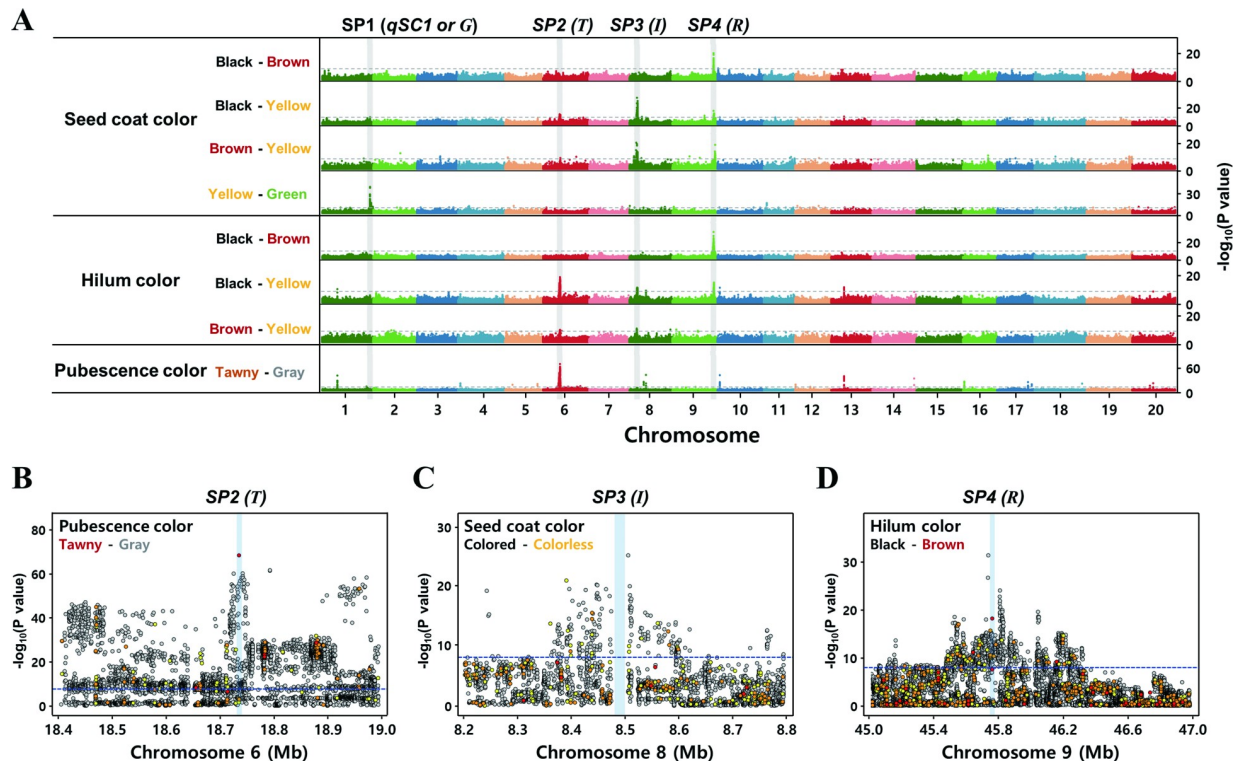 A
SP1 (qSC1 or G) SP2 (T) SP3 (I) SP4 (R)
Seed coat color
Black - Brown
20
0
Black - Yellow
20
0
Brown - Yellow
20
0
Yellow - Green
30
0
Hilum color
Black - Brown
20
0
Black - Yellow
20
0
Brown - Yellow
20
0
Pubescence color Tawny - Gray
60
0
-log10(P value)
1 2 3 4 5 6 7 8 9 10 11 12 13 14 15 16 17 18 19 20
Chromosome
B
SP2 (T)
Pubescence color
Tawny - Gray
-log10(P value)
80
60
40
20
0
18.4 18.5 18.6 18.7 18.8 18.9 19.0
Chromosome 6 (Mb)
C
SP3 (I)
Seed coat color
Colored - Colorless
-log10(P value)
30
20
10
0
8.2 8.3 8.4 8.5 8.6 8.7 8.8
Chromosome 8 (Mb)
D
SP4 (R)
Hilum color
Black - Brown
-log10(P value)
30
20
10
0
45.0 45.4 45.8 46.2 46.6 47.0
Chromosome 9 (Mb)